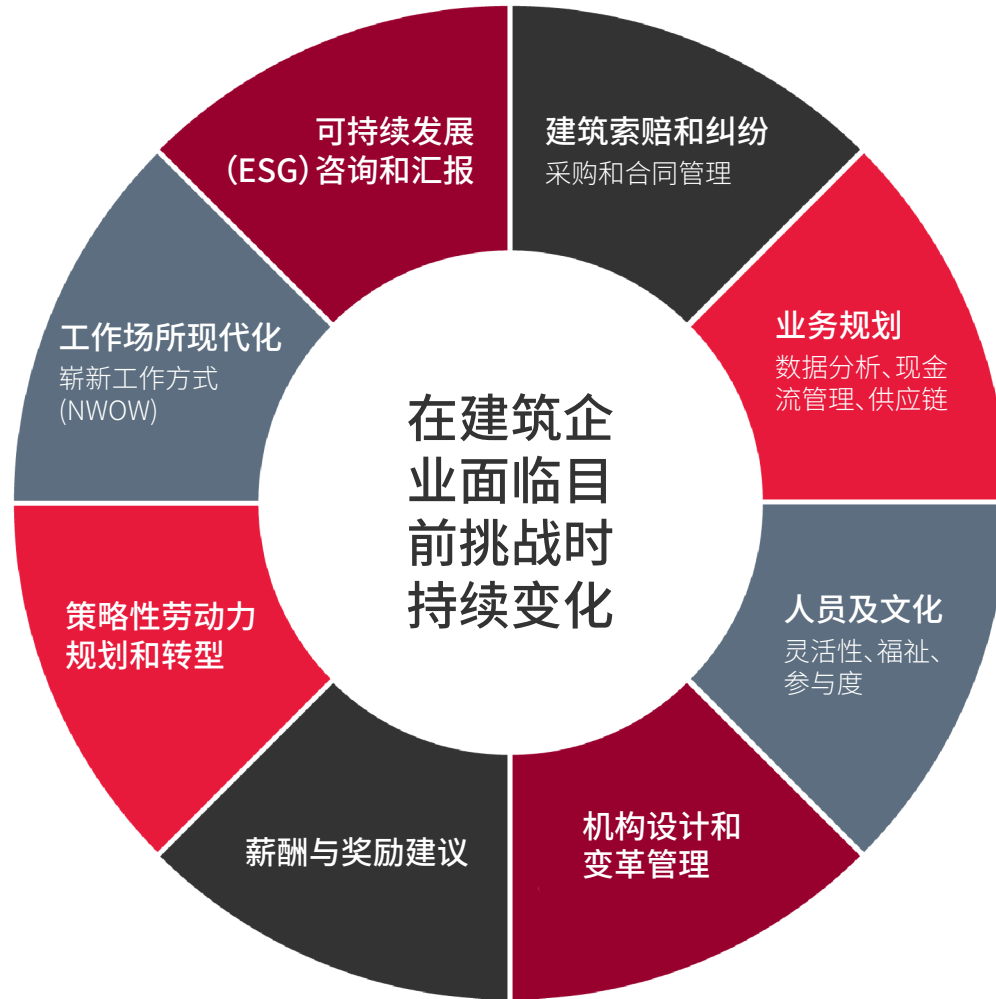 可持续发展
（ESG）咨询和汇报
建筑索赔和纠纷
采购和合同管理
业务规划
数据分析、现金
流管理、供应链
人员及文化
灵活性、福祉、
参与度
机构设计和
变革管理
薪酬与奖励建议
策略性劳动力
规划和转型
工作场所现代化
崭新工作方式
(NWOW)
在建筑企
业面临目
前挑战时
持续变化